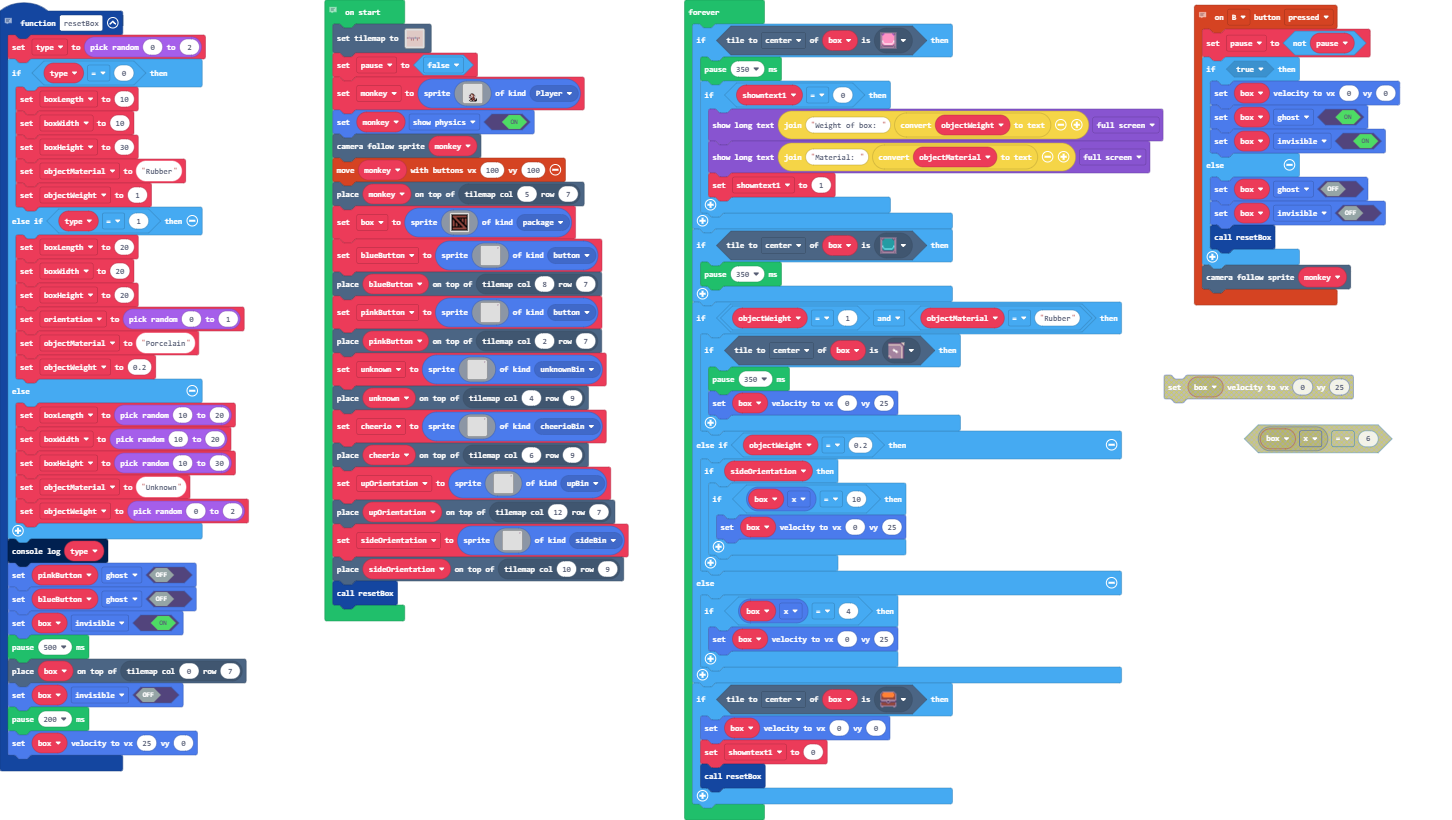 function resetBox
set type to pick random 0 to 2
if type = 0 then
set boxLength to 10
set boxWidth to 10
set boxHeight to 30
set objectMaterial to "Rubber"
set objectWeight to 1
else if type = 1 then
set boxLength to 20
set boxWidth to 20
set boxHeight to 20
set orientation to pick random 0 to 1
set objectMaterial to "Porcelain"
set objectWeight to 0.2
else
set boxLength to pick random 10 to 20
set boxWidth to pick random 10 to 20
set boxHeight to pick random 10 to 30
set objectMaterial to "Unknown"
set objectWeight to pick random 0 to 2
console log type
set pinkButton ghost OFF
set blueButton ghost OFF
set box invisible ON
pause 500 ms
place box on top of tilemap col 0 row 7
set box invisible OFF
pause 200 ms
set box velocity to vx 25 vy 0
on start
set tilemap to
set pause to false
set monkey to sprite of kind Player
set monkey show physics ON
camera follow sprite monkey
move monkey with buttons vx 100 vy 100
place monkey on top of tilemap col 5 row 7
set box to sprite of kind package
set blueButton to sprite of kind button
place blueButton on top of tilemap col 8 row 7
set pinkButton to sprite of kind button
place pinkButton on top of tilemap col 2 row 7
set unknown to sprite of kind unknownBin
place unknown on top of tilemap col 4 row 9
set cheerio to sprite of kind cheerioBin
place cheerio on top of tilemap col 6 row 9
set upOrientation to sprite of kind upBin
place upOrientation on top of tilemap col 12 row 7
set sideOrientation to sprite of kind sideBin
place sideOrientation on top of tilemap col 10 row 9
call resetBox
forever
if tile to center of box is then
pause 350 ms
if showntext1 = 0 then
show long text join "Weight of box: " convert objectWeight to text full screen
show long text join "Material: " convert objectMaterial to text full screen
set showntext1 to 1
if tile to center of box is then
pause 350 ms
if objectWeight = 1 and objectMaterial = "Rubber" then
if tile to center of box is then
pause 350 ms
set box velocity to vx 0 vy 25
else if objectWeight = 0.2 then
if sideOrientation then
if box x = 10 then
set box velocity to vx 0 vy 25
else
if box x = 4 then
set box velocity to vx 0 vy 25
if tile to center of box is then
set box velocity to vx 0 vy 0
set showntext1 to 0
call resetBox
on B button pressed
set pause to not pause
if true then
set box velocity to vx 0 vy 0
set box ghost ON
set box invisible ON
else
set box ghost OFF
set box invisible OFF
call resetBox
camera follow sprite monkey
set box velocity to vx 0 vy 25
box x = 6